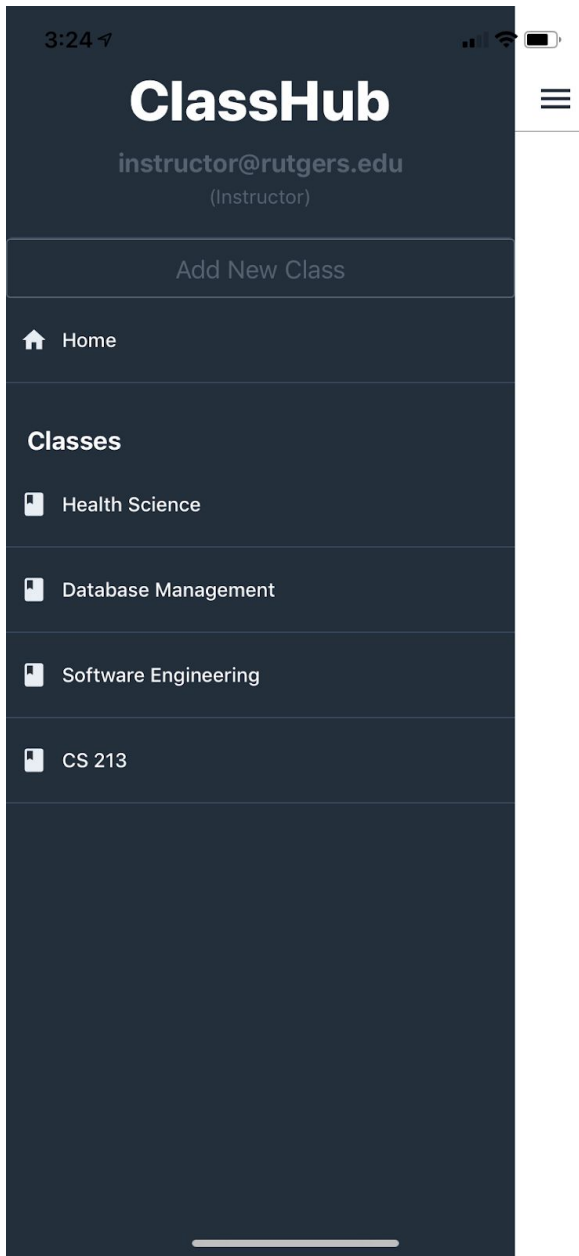 3:24
ClassHub
instructor@rutgers.edu
(Instructor)
Add New Class
Home
Classes
Health Science
Database Management
Software Engineering
CS 213